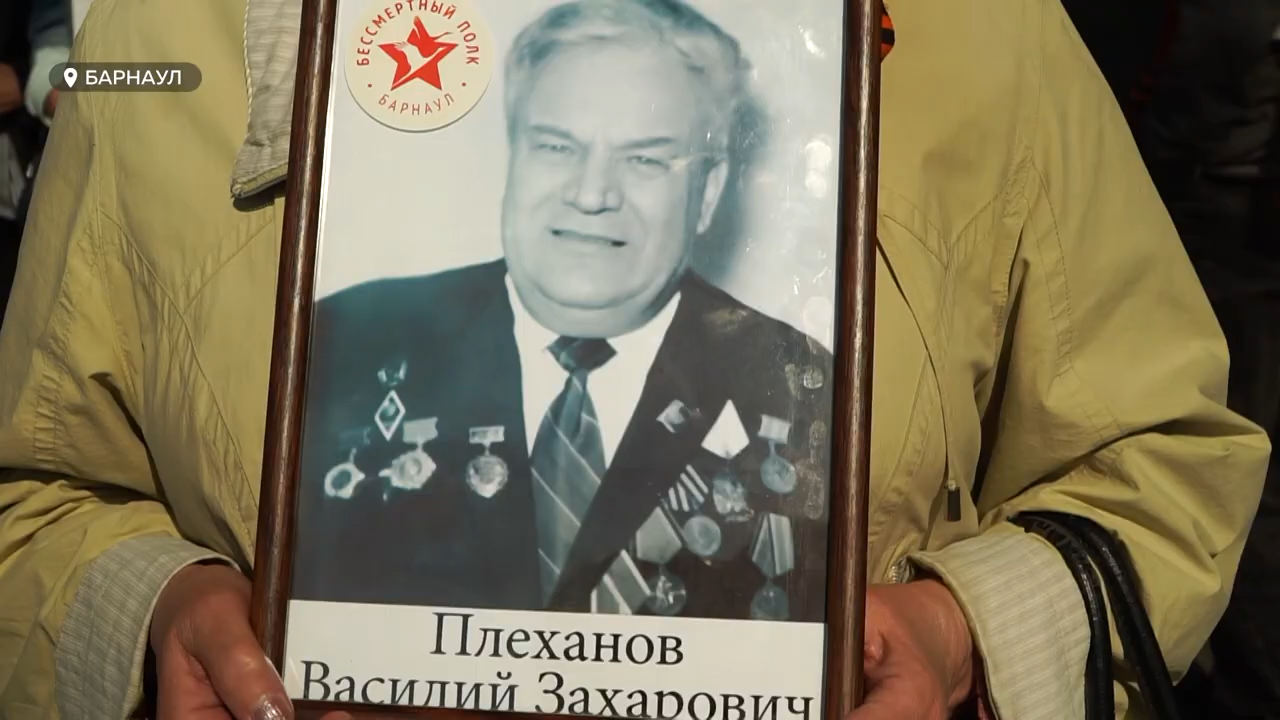 БЕССМЕРТНЫЙ ПОЛК
• БАРНАУЛ •
БАРНАУЛ
Плеханов
Василий Захарович